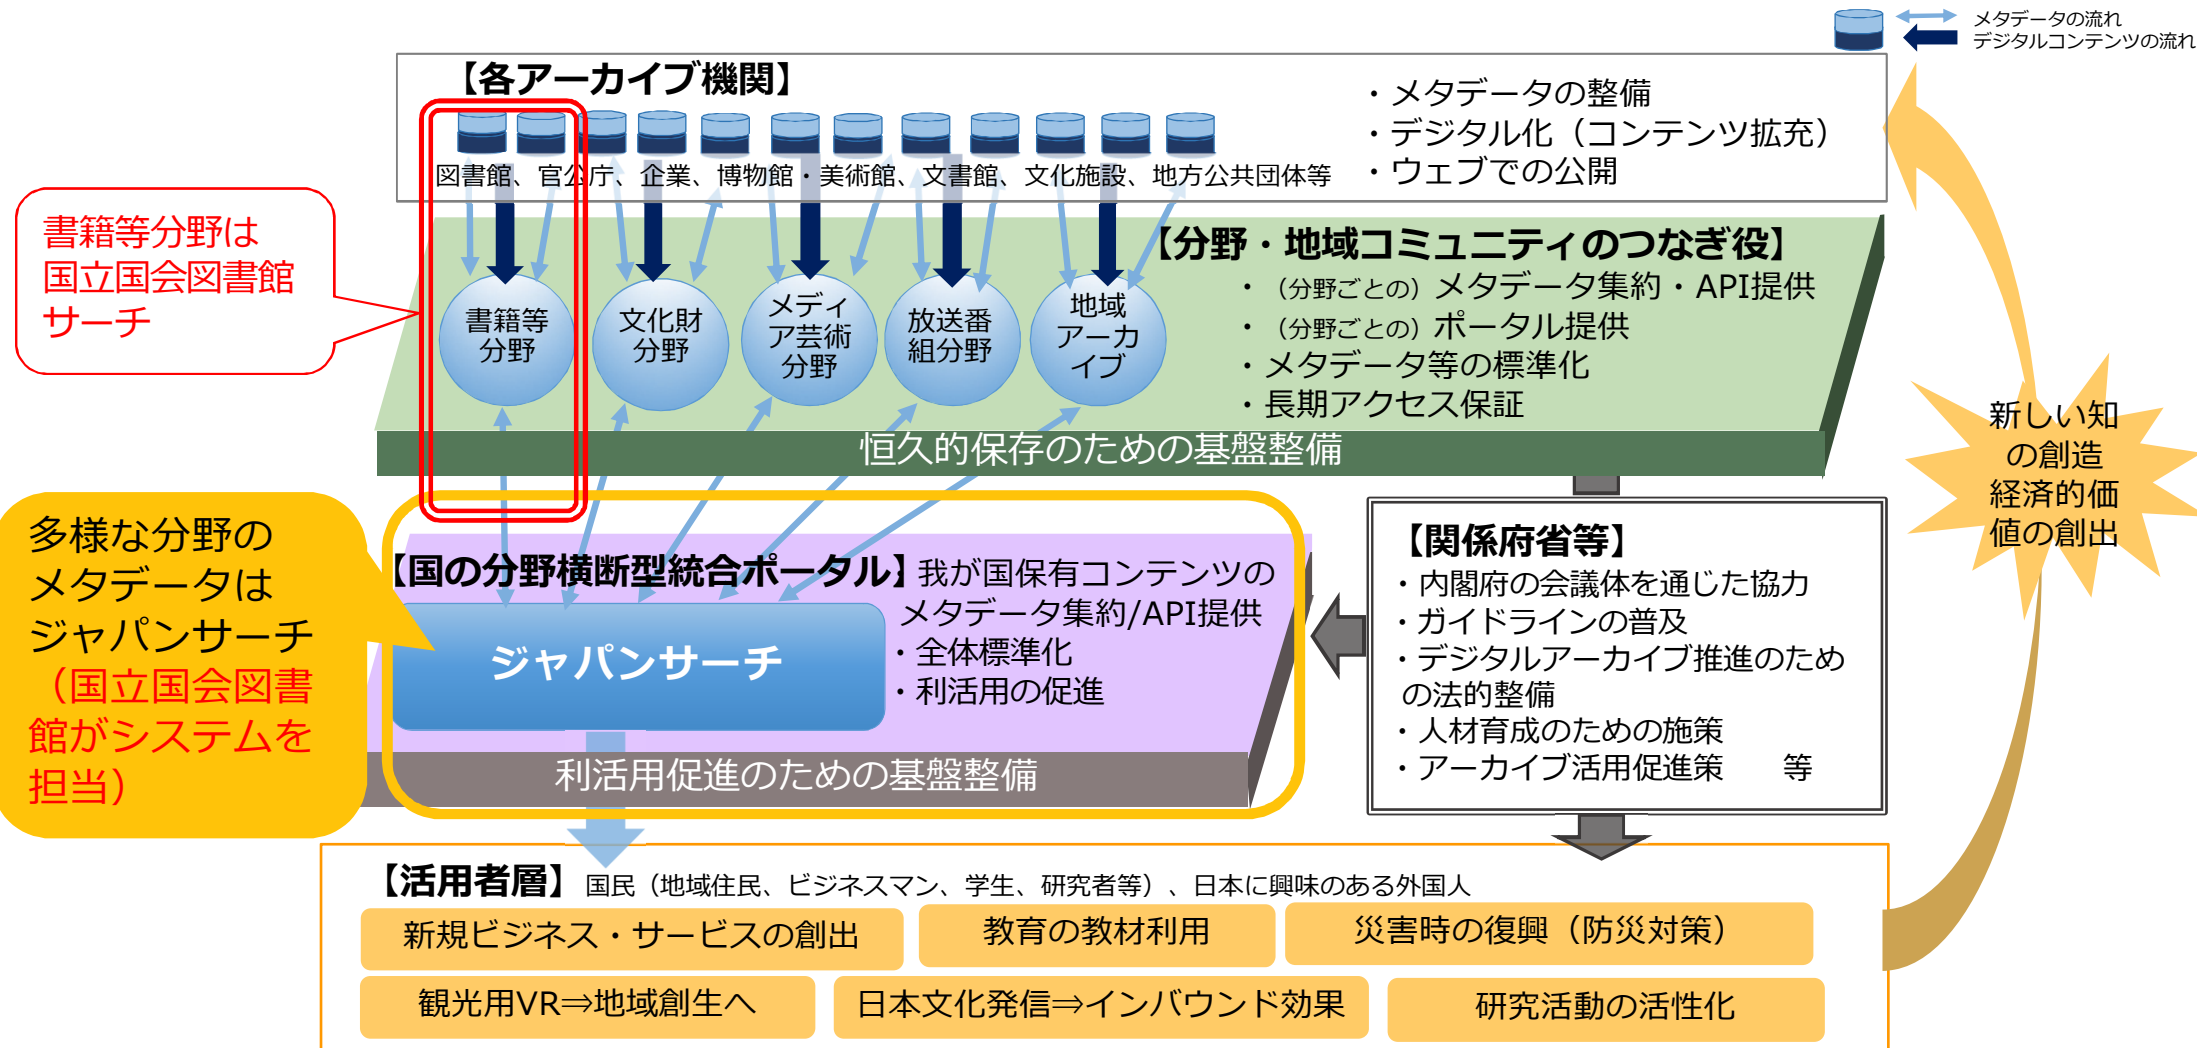 メタデータの流れ
デジタルコンテンツの流れ
【各アーカイブ機関】
・メタデータの整備
・デジタル化（コンテンツ拡充）
・ウェブでの公開
図書館、官公庁、企業、博物館・美術館、文書館、文化施設、地方公共団体等
書籍等分野は
国立国会図書館
サーチ
【分野・地域コミュニティのつなぎ役】
・（分野ごとの）メタデータ集約・API提供
・（分野ごとの）ポータル提供
・メタデータ等の標準化
・長期アクセス保証
書籍等
分野
文化財
分野
メディ
ア芸術
分野
放送番
組分野
地域
アーカ
イブ
恒久的保存のための基盤整備
新しい知
の創造
経済的価
値の創出
多様な分野の
メタデータは
ジャパンサーチ
（国立国会図書
館がシステムを
担当）
【国の分野横断型統合ポータル】我が国保有コンテンツの
メタデータ集約/API提供
・全体標準化
・利活用の促進
ジャパンサーチ
利活用促進のための基盤整備
【関係府省等】
・内閣府の会議体を通じた協力
・ガイドラインの普及
・デジタルアーカイブ推進のため
の法的整備
・人材育成のための施策
・アーカイブ活用促進策　　等
【活用者層】国民（地域住民、ビジネスマン、学生、研究者等）、日本に興味のある外国人
新規ビジネス・サービスの創出
教育の教材利用
災害時の復興（防災対策）
観光用VR⇒地域創生へ
日本文化発信⇒インバウンド効果
研究活動の活性化